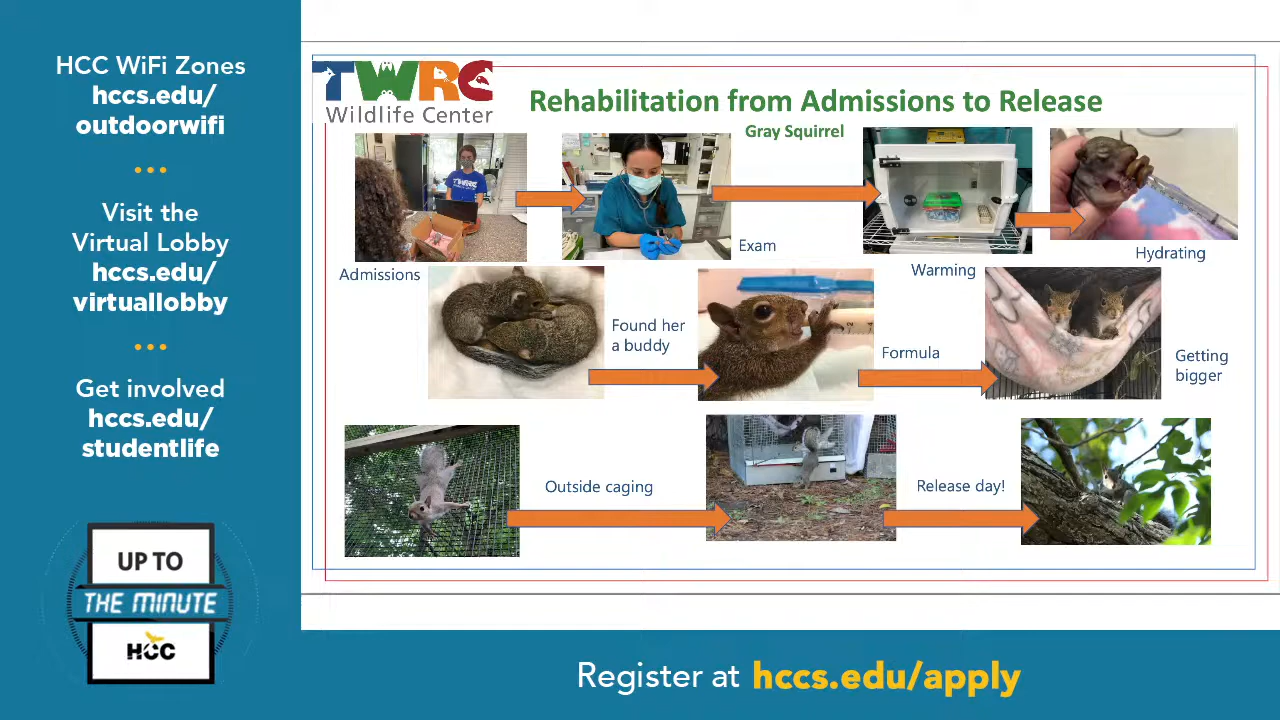 HCC WiFi Zones
hccs.edu/
outdoorwifi
Visit the
Virtual Lobby
hccs.edu/
virtuallobby
Get involved
hccs.edu/
studentlife
UP TO
THE MINUTE
HCC
TWRC
Wildlife Center
Rehabilitation from Admissions to Release
Gray Squirrel
TWRC
Admissions
Exam
Warming
Hydrating
Found her
a buddy
Formula
Getting
bigger
Outside caging
Release day!
Register at hccs.edu/apply